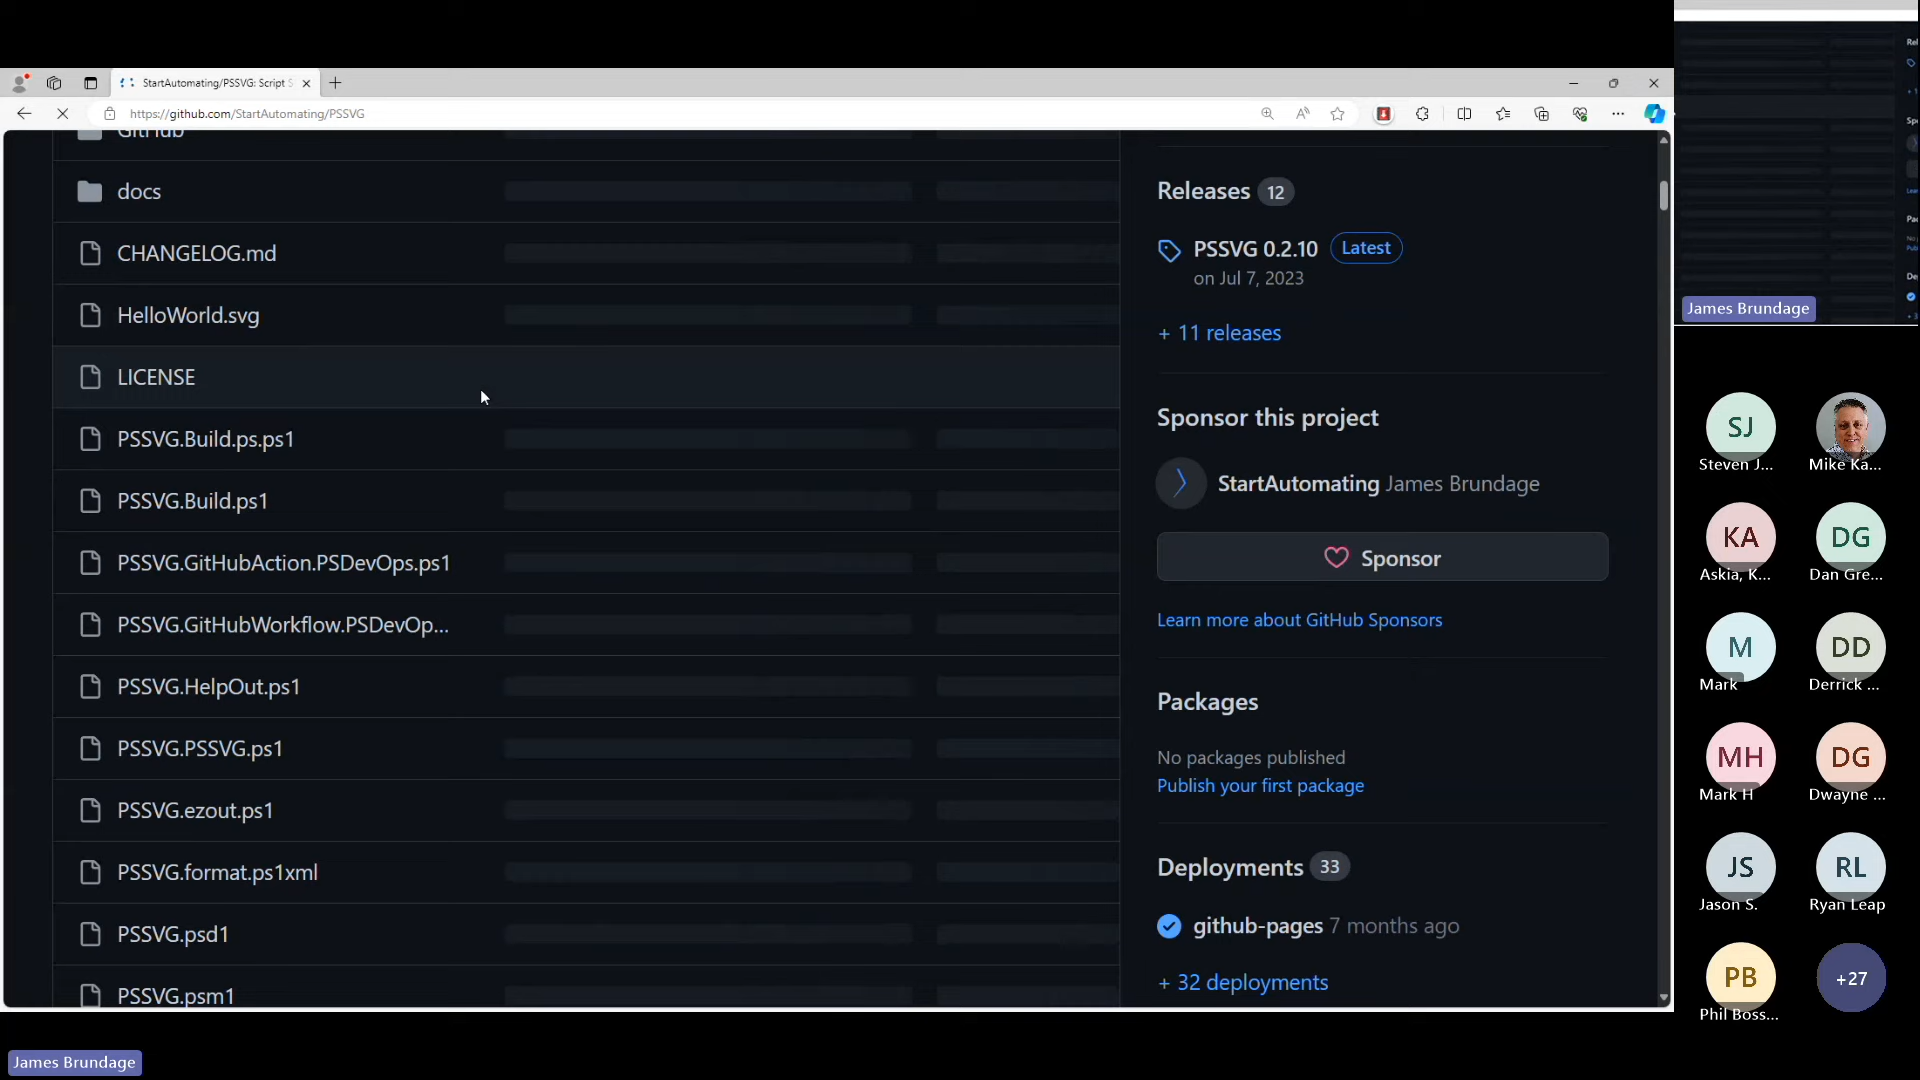 StartAutomating/PSSVG: Script S
https://github.com/StartAutomating/PSSVG
GitHub
docs
CHANGELOG.md
HelloWorld.svg
LICENSE
PSSVG.Build.ps.ps1
PSSVG.Build.ps1
PSSVG.GitHubAction.PSDevOps.ps1
PSSVG.GitHubWorkflow.PSDevOp...
PSSVG.HelpOut.ps1
PSSVG.PSSVG.ps1
PSSVG.ezout.ps1
PSSVG.format.ps1xml
PSSVG.psd1
PSSVG.psm1
Releases 12
PSSVG 0.2.10 Latest
on Jul 7, 2023
+ 11 releases
Sponsor this project
StartAutomating James Brundage
Sponsor
Learn more about GitHub Sponsors
Packages
No packages published
Publish your first package
Deployments 33
github-pages 7 months ago
+ 32 deployments
James Brundage
SJ
Steven J...
Mike Ka...
KA
Askia, K...
DG
Dan Gre...
M
Mark
DD
Derrick ...
MH
Mark H
DG
Dwayne ...
JS
Jason S.
RL
Ryan Leap
PB
Phil Boss...
+27
James Brundage